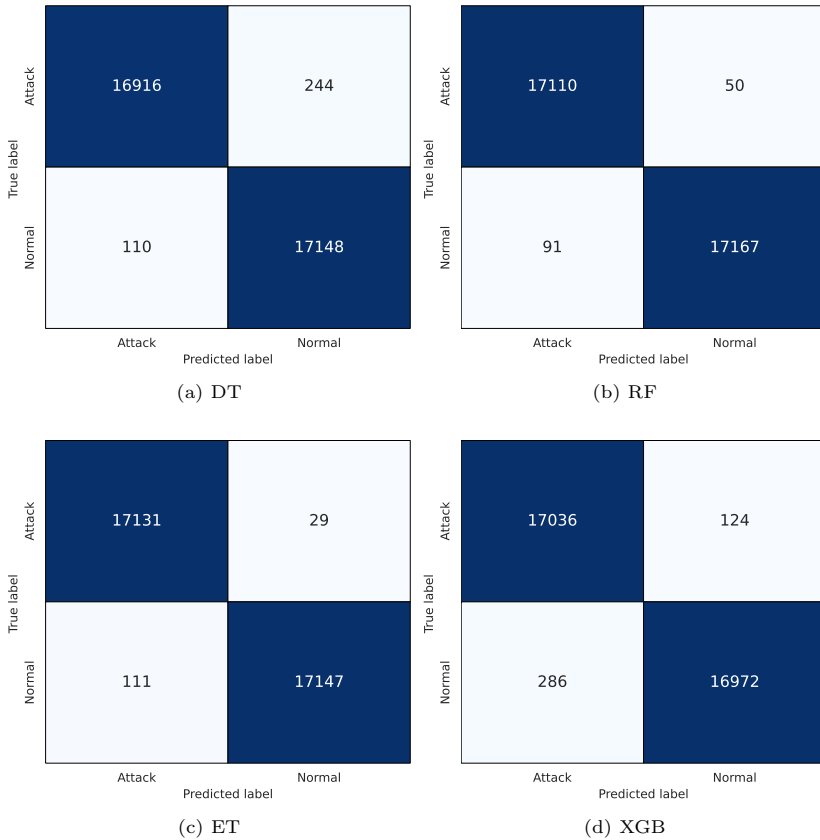 Attack
16916 244
True label
Normal
110 17148
Attack Normal
Predicted label
(a) DT
Attack
17110 50
True label
Normal
91 17167
Attack Normal
Predicted label
(b) RF
Attack
17131 29
True label
Normal
111 17147
Attack Normal
Predicted label
(c) ET
Attack
17036 124
True label
Normal
286 16972
Attack Normal
Predicted label
(d) XGB